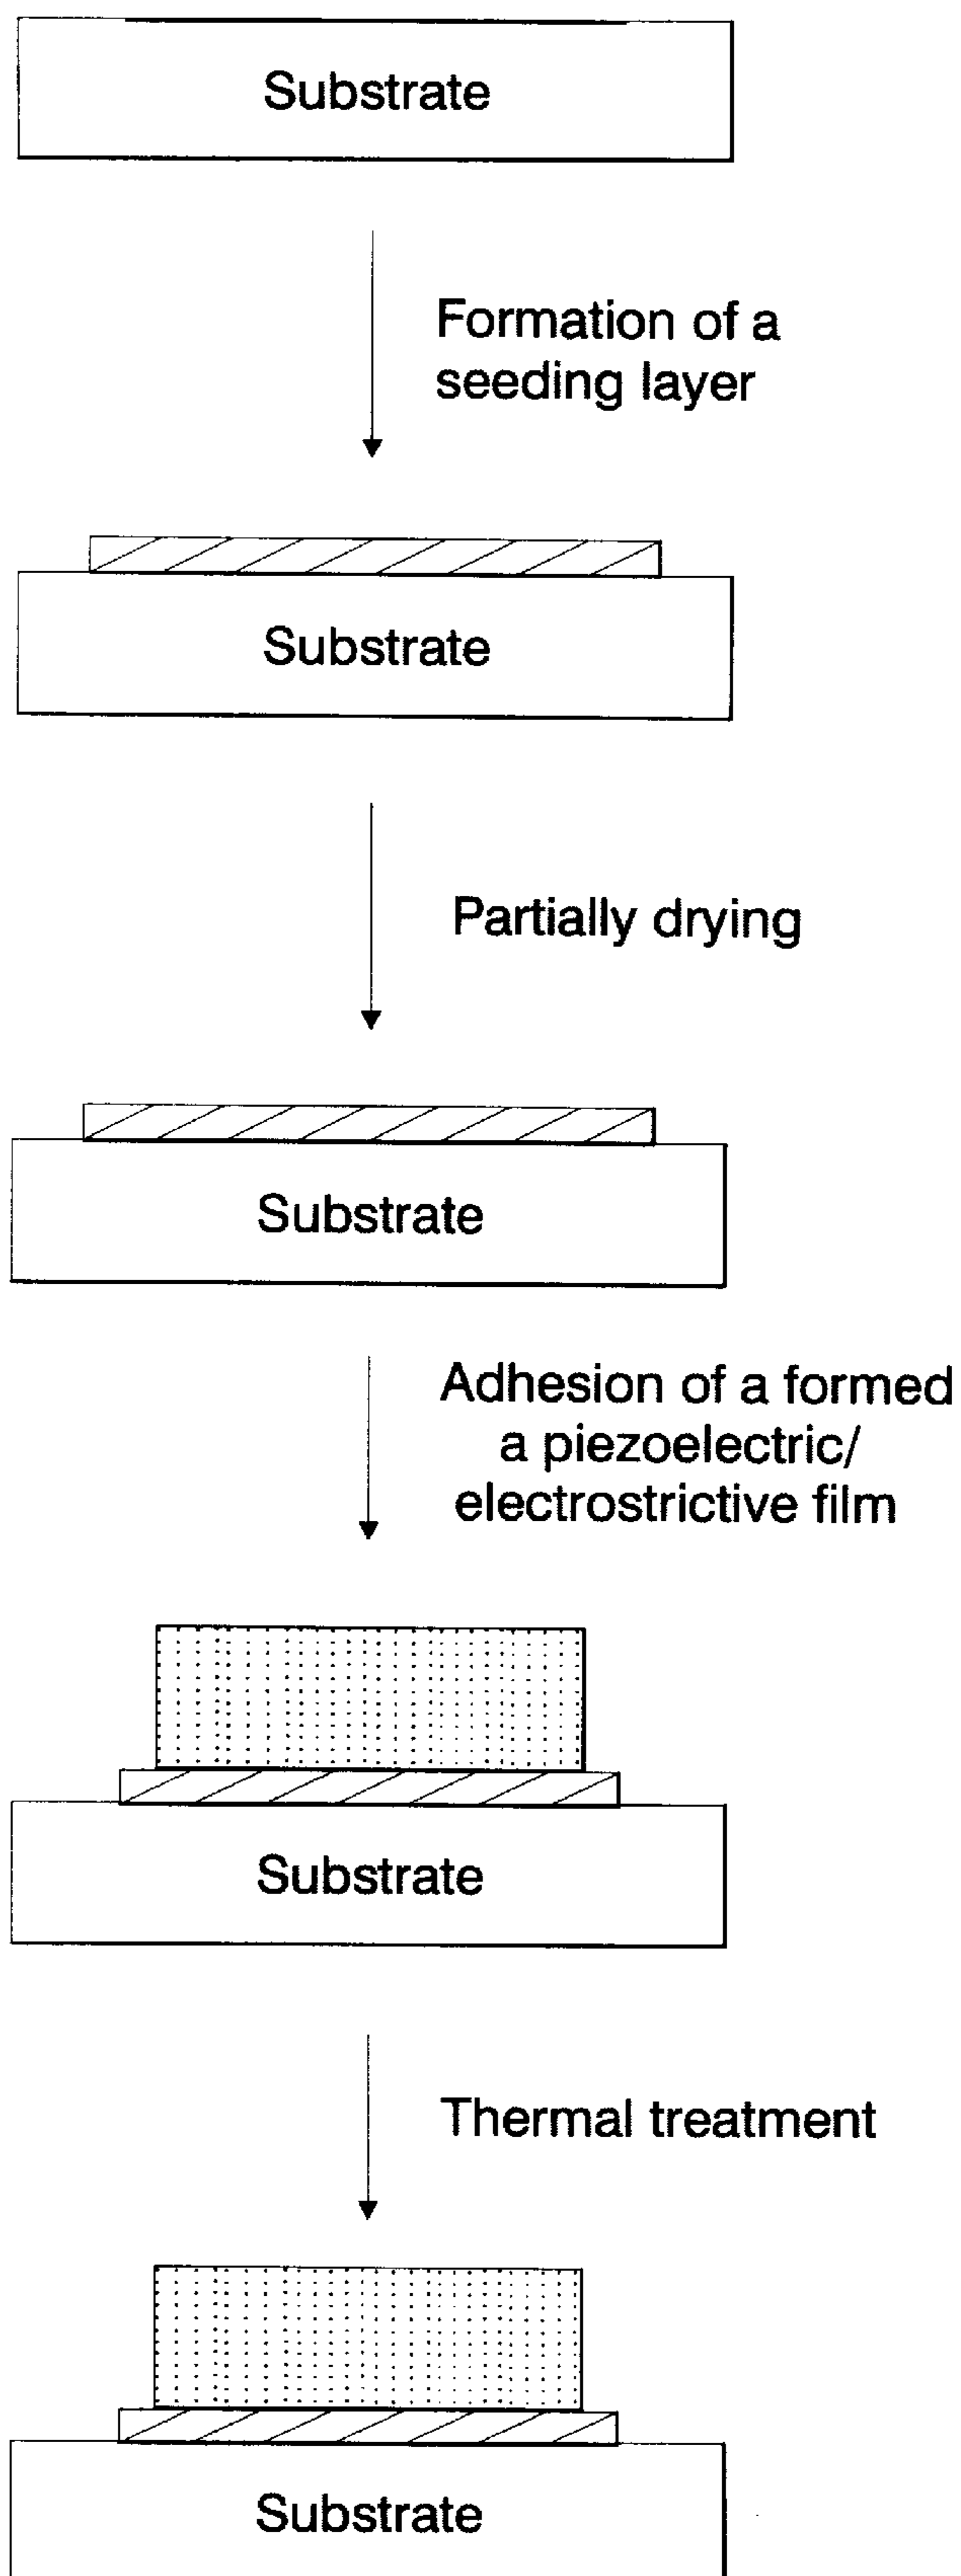 Substrate
Formation of a
seeding layer
Substrate
Partially drying
Substrate
Adhesion of a formed
a piezoelectric/
electrostrictive film
Substrate
Thermal treatment
Substrate